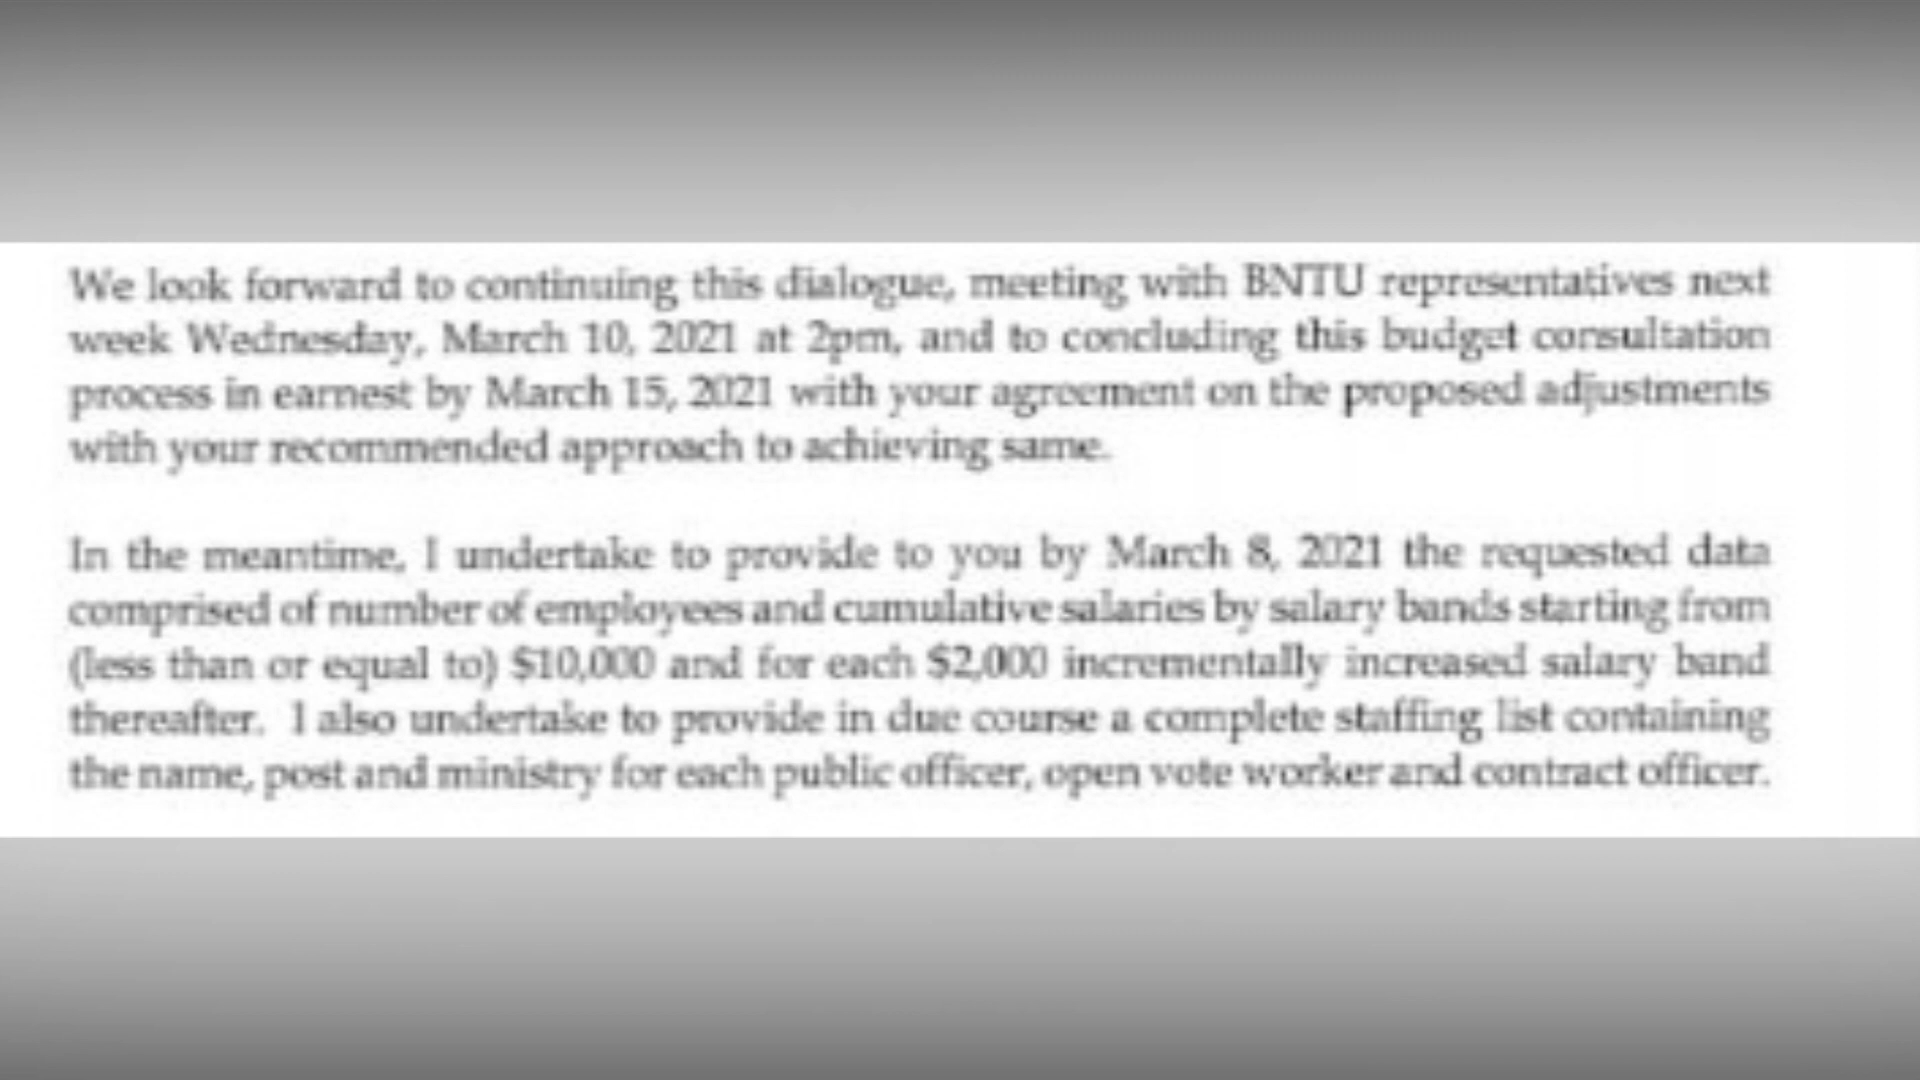 We look forward to continuing this dialogue, meeting with BNTU representatives next
week Wednesday, March 10, 2021 at 2pm, and to concluding this budget consultation
process in earnest by March 15, 2021 with your agreement on the proposed adjustments
with your recommended approach to achieving same.
In the meantime, I undertake to provide to you by March 8, 2021 the requested data
comprised of number of employees and cumulative salaries by salary bands starting from
(less than or equal to) $10,000 and for each $2,000 incrementally increased salary band
thereafter. I also undertake to provide in due course a complete staffing list containing
the name, post and ministry for each public officer, open vote worker and contract officer.